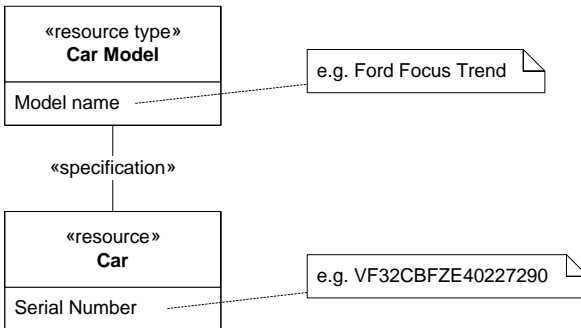 «resource type»
Car Model
Model name
e.g. Ford Focus Trend
«specification»
«resource»
Car
Serial Number
e.g. VF32CBFZE40227290